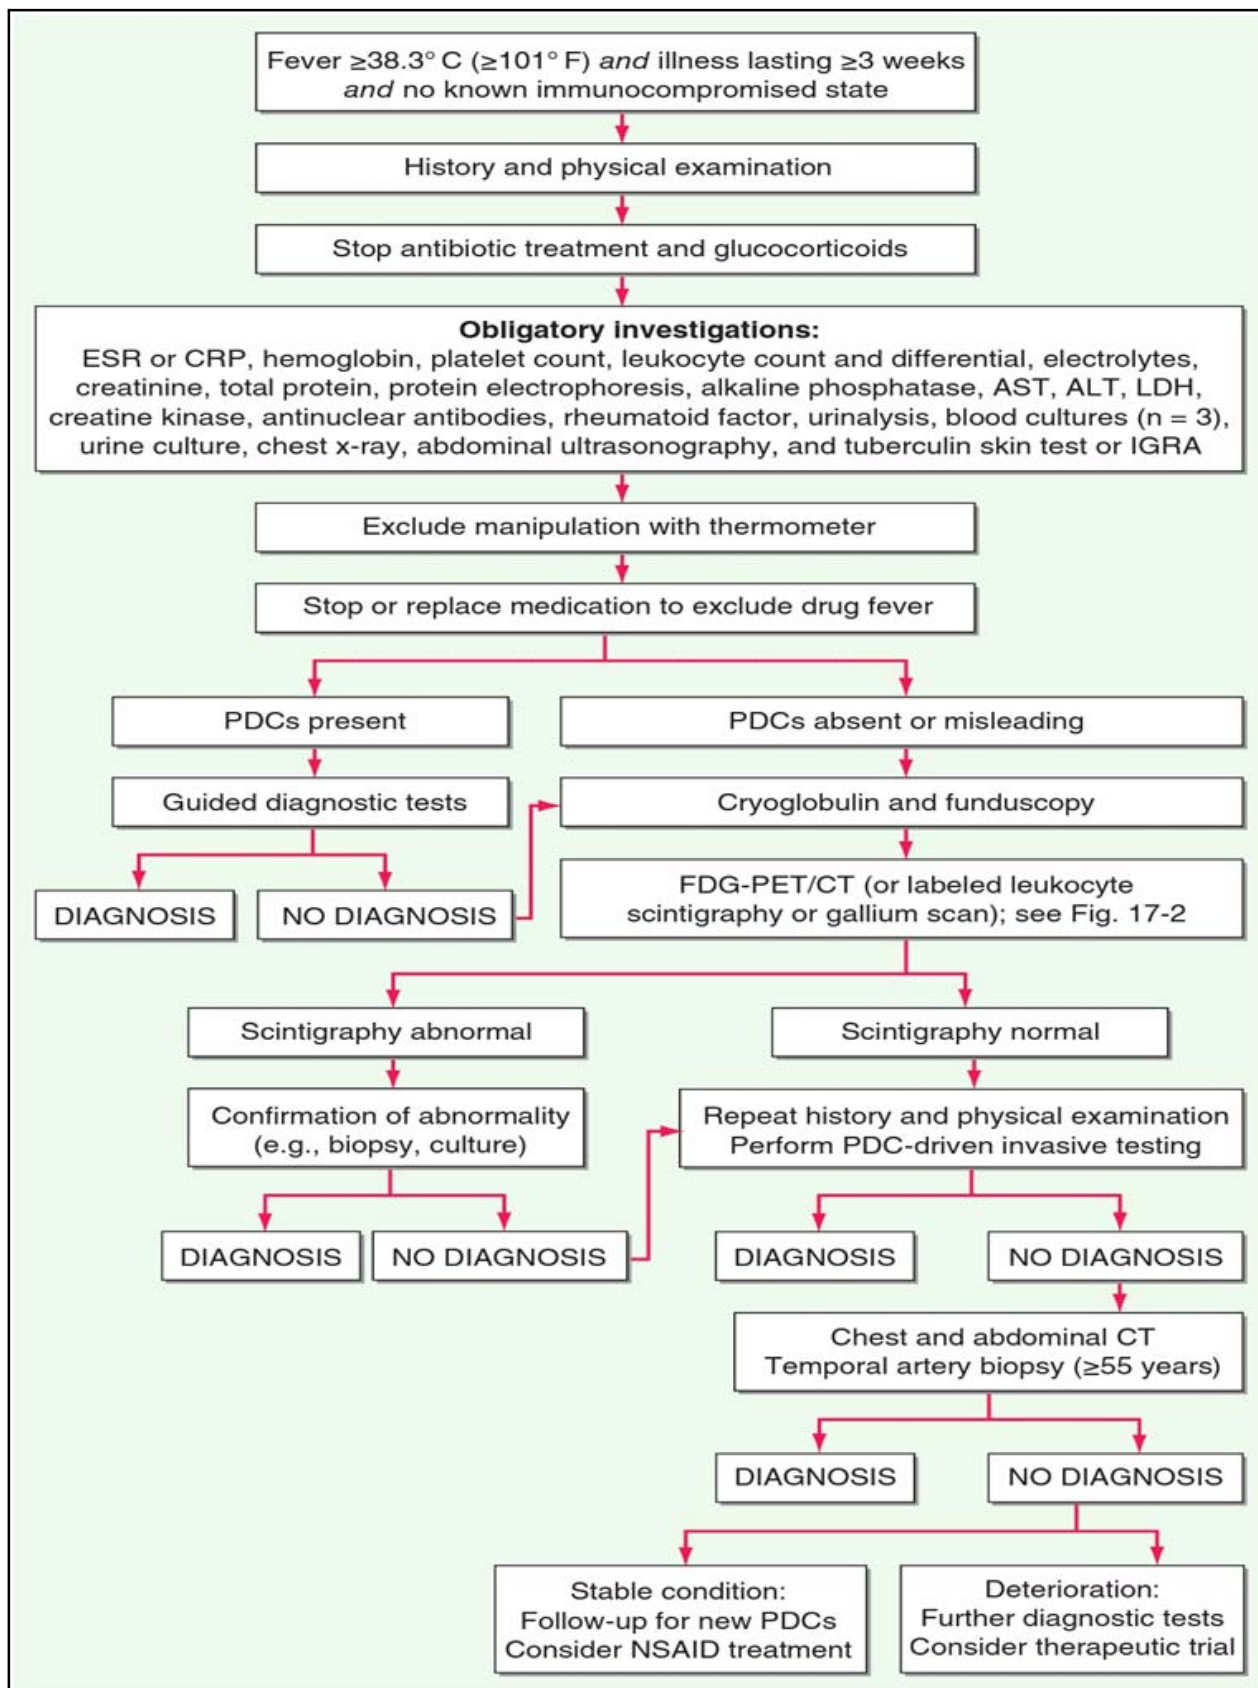 Fever ≥38.3° C (≥101° F) and illness lasting ≥3 weeks
and no known immunocompromised state
History and physical examination
Stop antibiotic treatment and glucocorticoids
Obligatory investigations:
ESR or CRP, hemoglobin, platelet count, leukocyte count and differential, electrolytes,
creatinine, total protein, protein electrophoresis, alkaline phosphatase, AST, ALT, LDH,
creatine kinase, antinuclear antibodies, rheumatoid factor, urinalysis, blood cultures (n = 3),
urine culture, chest x-ray, abdominal ultrasonography, and tuberculin skin test or IGRA
Exclude manipulation with thermometer
Stop or replace medication to exclude drug fever
PDCs present
PDCs absent or misleading
Guided diagnostic tests
Cryoglobulin and funduscopy
DIAGNOSIS
NO DIAGNOSIS
FDG-PET/CT (or labeled leukocyte
scintigraphy or gallium scan); see Fig. 17-2
Scintigraphy abnormal
Scintigraphy normal
Confirmation of abnormality
(e.g., biopsy, culture)
Repeat history and physical examination
Perform PDC-driven invasive testing
DIAGNOSIS
NO DIAGNOSIS
DIAGNOSIS
NO DIAGNOSIS
Chest and abdominal CT
Temporal artery biopsy (≥55 years)
DIAGNOSIS
NO DIAGNOSIS
Stable condition:
Follow-up for new PDCs
Consider NSAID treatment
Deterioration:
Further diagnostic tests
Consider therapeutic trial